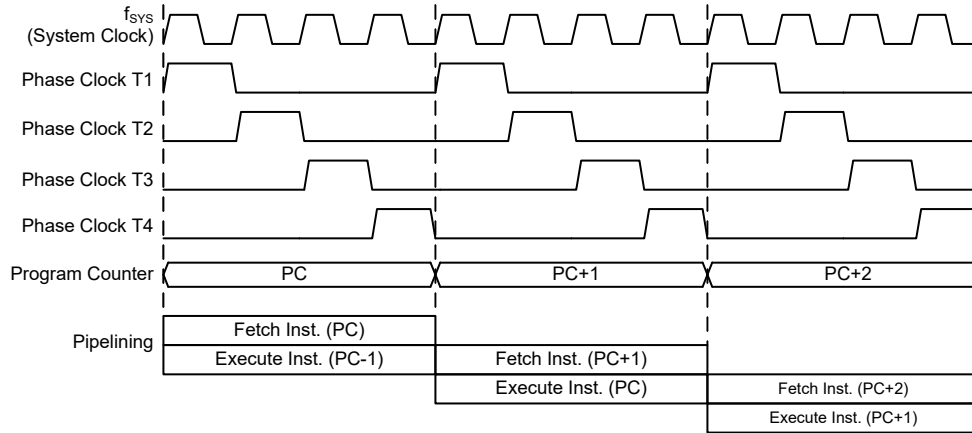 fSYS
(System Clock)
Phase Clock T1
Phase Clock T2
Phase Clock T3
Phase Clock T4
Program Counter PC PC+1 PC+2
Pipelining
Fetch Inst. (PC)
Execute Inst. (PC-1) Fetch Inst. (PC+1)
Execute Inst. (PC) Fetch Inst. (PC+2)
Execute Inst. (PC+1)